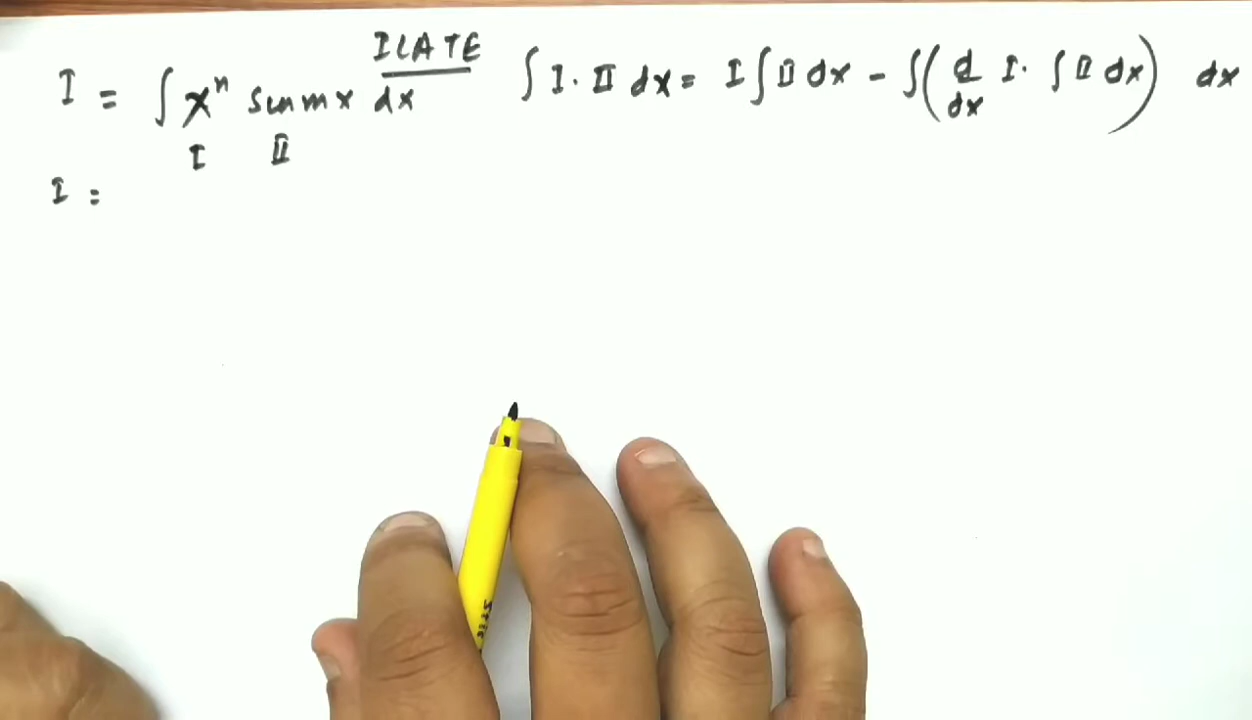 ILATE
I = ∫ xⁿ sin mx dx ∫ I · II dx = I ∫ II dx - ∫ ( d/dx I · ∫ II dx ) dx
I II
I =